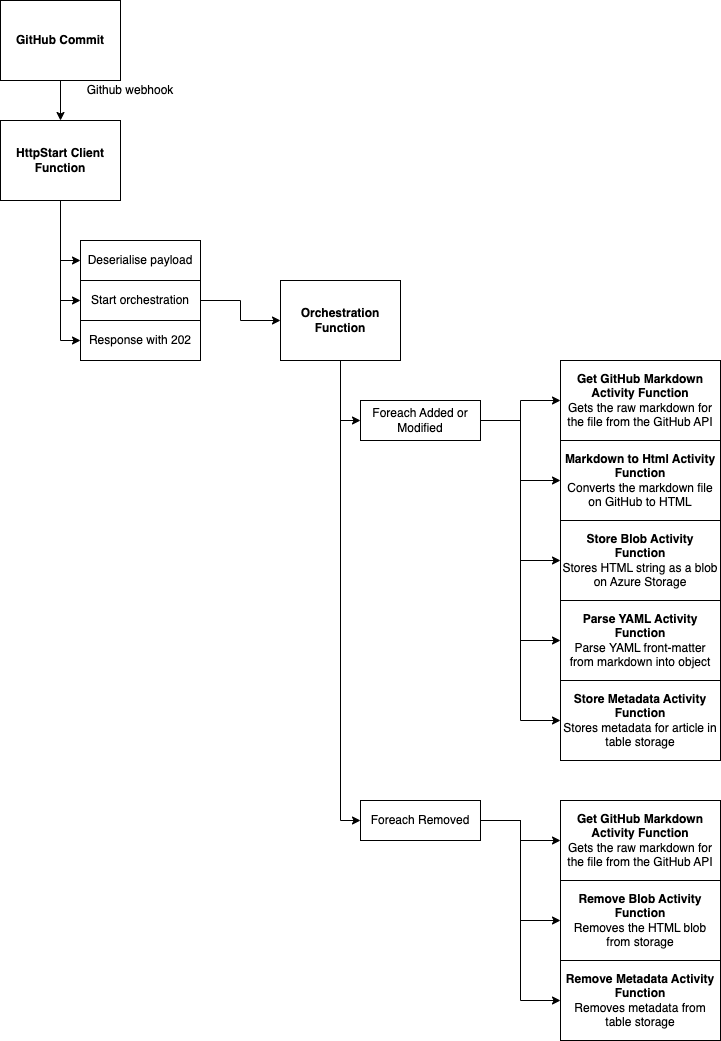 GitHub Commit
Github webhook
HttpStart Client
Function
Deserialise payload
Start orchestration
Response with 202
Orchestration
Function
Foreach Added or
Modified
Get GitHub Markdown
Activity Function
Gets the raw markdown for
the file from the GitHub API
Markdown to Html Activity
Function
Converts the markdown file
on GitHub to HTML
Store Blob Activity
Function
Stores HTML string as a blob
on Azure Storage
Parse YAML Activity
Function
Parse YAML front-matter
from markdown into object
Store Metadata Activity
Function
Stores metadata for article in
table storage
Foreach Removed
Get GitHub Markdown
Activity Function
Gets the raw markdown for
the file from the GitHub API
Remove Blob Activity
Function
Removes the HTML blob
from storage
Remove Metadata Activity
Function
Removes metadata from
table storage